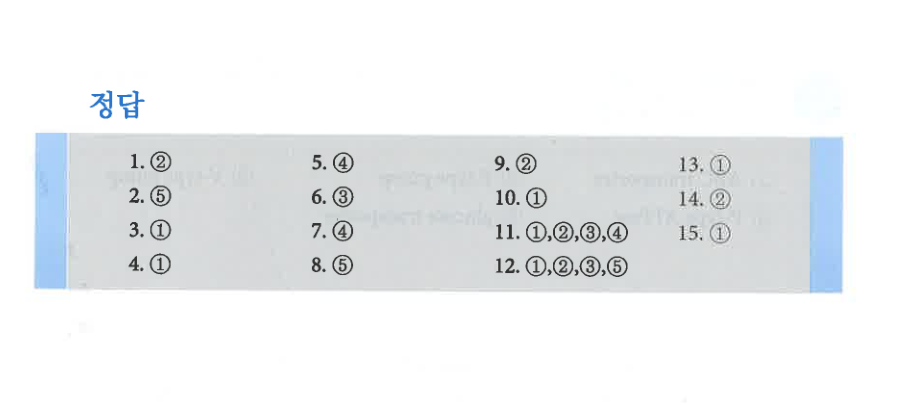 정답
1. ② 5. ④ 9. ② 13. ①
2. ⑤ 6. ③ 10. ① 14. ②
3. ① 7. ④ 11. ①,②,③,④ 15. ①
4. ① 8. ⑤ 12. ①,②,③,⑤